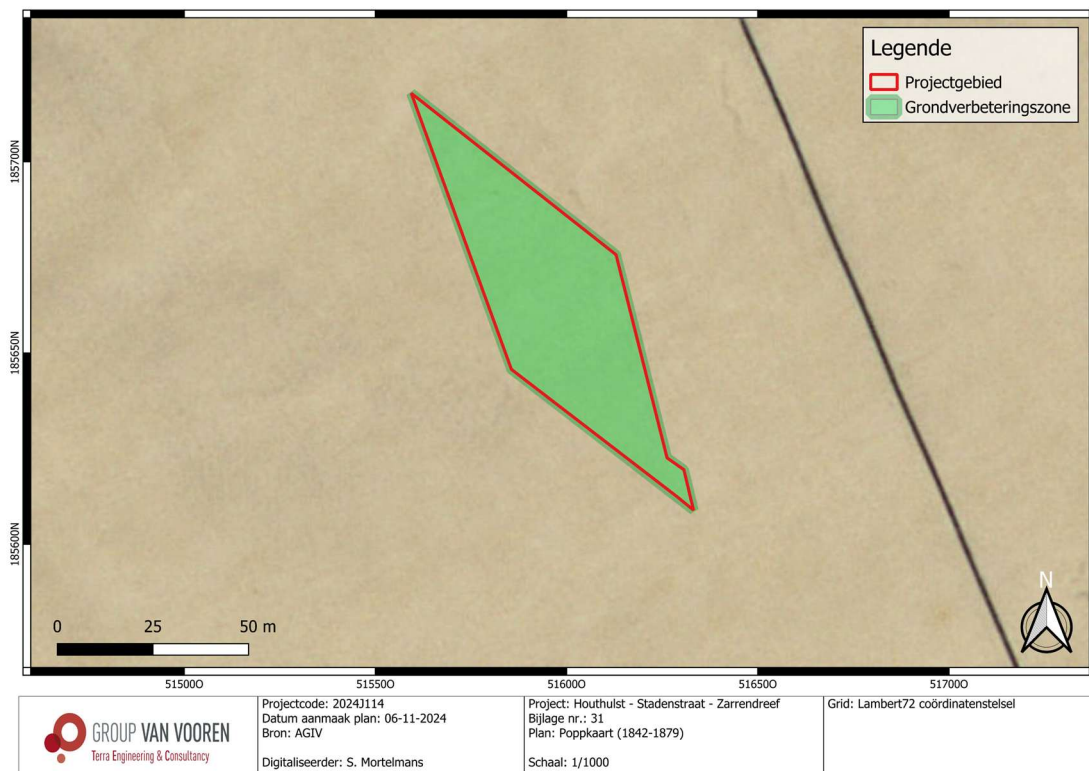 Legende
Projectgebied
Grondverbeteringszone
185700N
185650N
185600N
N
0 25 50 m
515000 515500 516000 516500 517000
GROUP VAN VOOREN
Terra Engineering & Consultancy
Projectcode: 2024J114
Datum aanmaak plan: 06-11-2024
Bron: AGIV
Digitaliseerder: S. Mortelmans
Project: Houthulst - Stadenstraat - Zarrendreef
Bijlage nr.: 31
Plan: Poppkaart (1842-1879)
Schaal: 1/1000
Grid: Lambert72 coördinatenstelsel